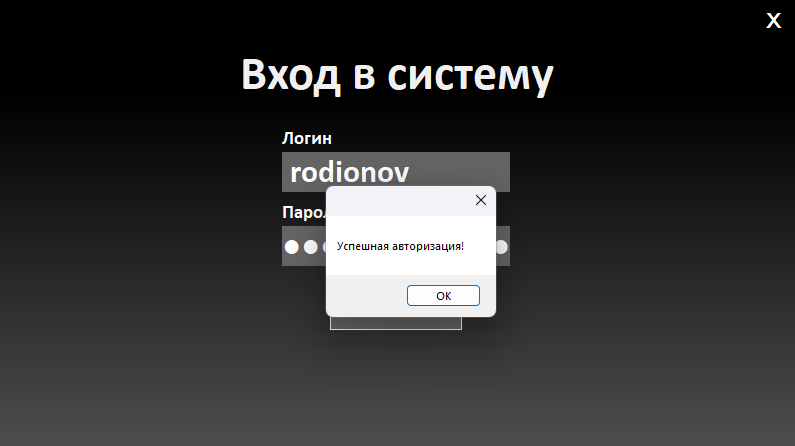 X
Вход в систему
Логин
rodionov
Успешная авторизация!
OK